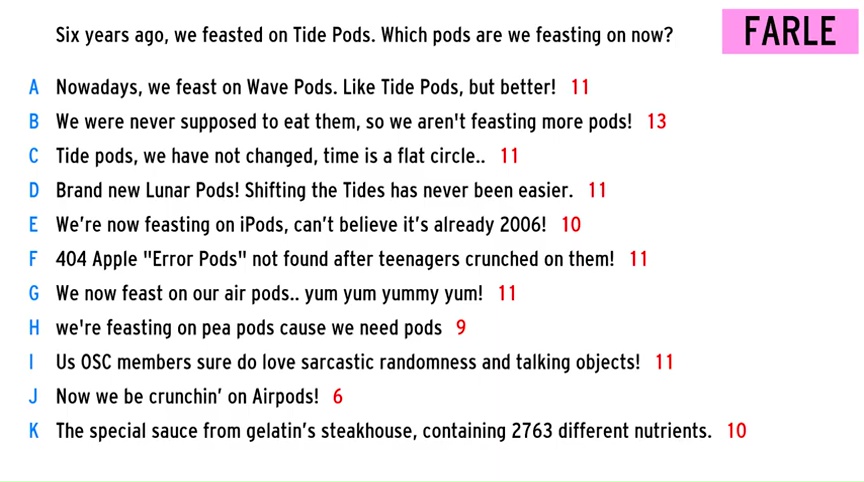 Six years ago, we feasted on Tide Pods. Which pods are we feasting on now?
FARLE
A Nowadays, we feast on Wave Pods. Like Tide Pods, but better! 11
B We were never supposed to eat them, so we aren't feasting more pods! 13
C Tide pods, we have not changed, time is a flat circle.. 11
D Brand new Lunar Pods! Shifting the Tides has never been easier. 11
E We’re now feasting on iPods, can’t believe it’s already 2006! 10
F 404 Apple "Error Pods" not found after teenagers crunched on them! 11
G We now feast on our air pods.. yum yum yummy yum! 11
H we're feasting on pea pods cause we need pods 9
I Us OSC members sure do love sarcastic randomness and talking objects! 11
J Now we be crunchin’ on Airpods! 6
K The special sauce from gelatin’s steakhouse, containing 2763 different nutrients. 10